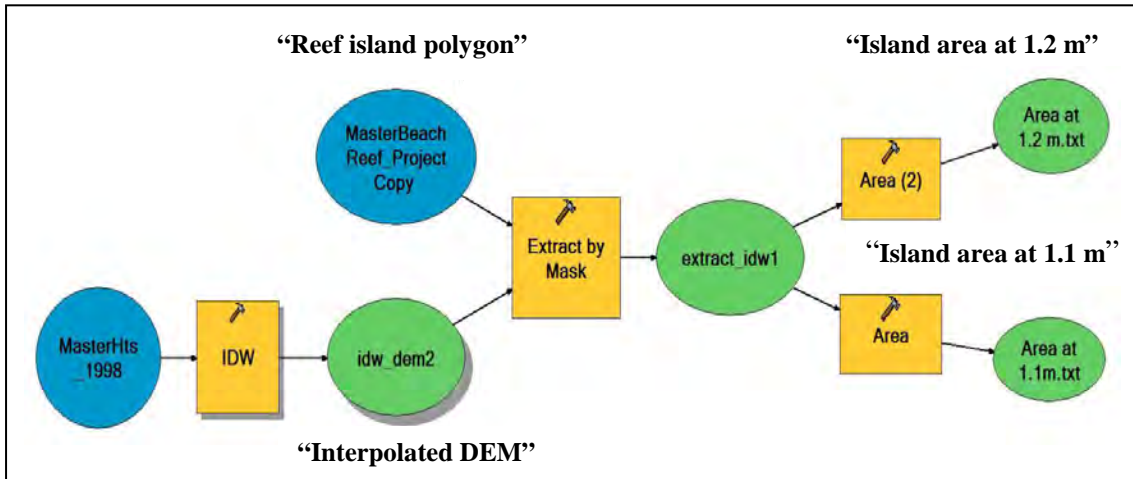 “Reef island polygon”
“Island area at 1.2 m”
MasterBeach
Reef_Project
Copy
Area at
1.2 m.txt
Area (2)
Extract by
Mask
extract_idw1
“Island area at 1.1 m”
MasterHts
_1998
IDW
idw_dem2
Area
Area at
1.1m.txt
“Interpolated DEM”